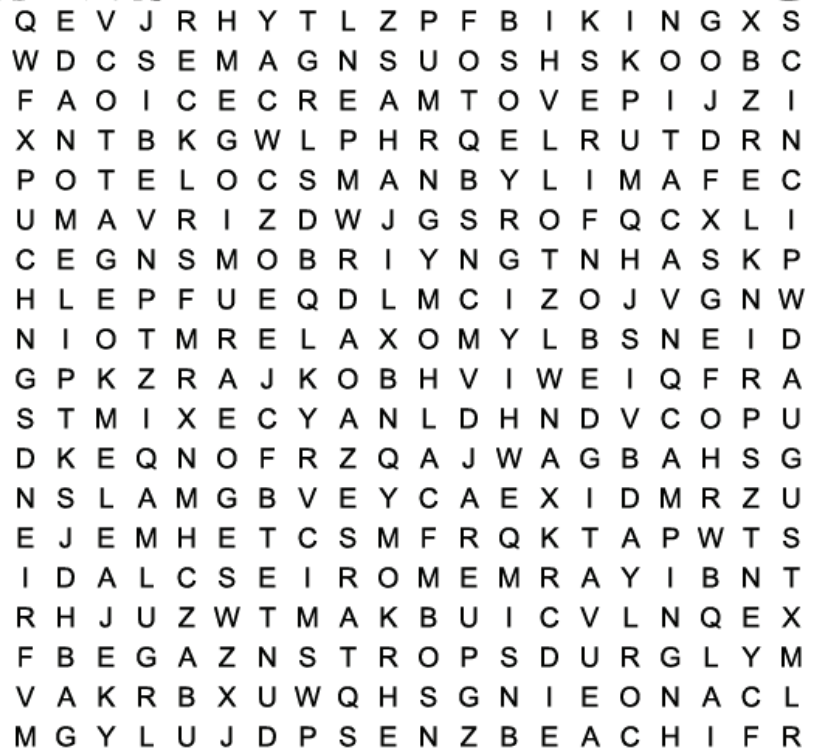 Q E V J R H Y T L Z P F B I K I N G X S
W D C S E M A G N S U O S H S K O O B C
F A O I C E C R E A M T O V E P I J Z I
X N T B K G W L P H R Q E L R U T D R N
P O T E L O C S M A N B Y L I M A F E C
U M A V R I Z D W J G S R O F Q C X L I
C E G N S M O B R I Y N G T N H A S K P
H L E P F U E Q D L M C I Z O J V G N W
N I O T M R E L A X O M Y L B S N E I D
G P K Z R A J K O B H V I W E I Q F R A
S T M I X E C Y A N L D H N D V C O P U
D K E Q N O F R Z Q A J W A G B A H S G
N S L A M G B V E Y C A E X I D M R Z U
E J E M H E T C S M F R Q K T A P W T S
I D A L C S E I R O M E M R A Y I B N T
R H J U Z W T M A K B U I C V L N Q E X
F B E G A Z N S T R O P S D U R G L Y M
V A K R B X U W Q H S G N I E O N A C L
M G Y L U J D P S E N Z B E A C H I F R